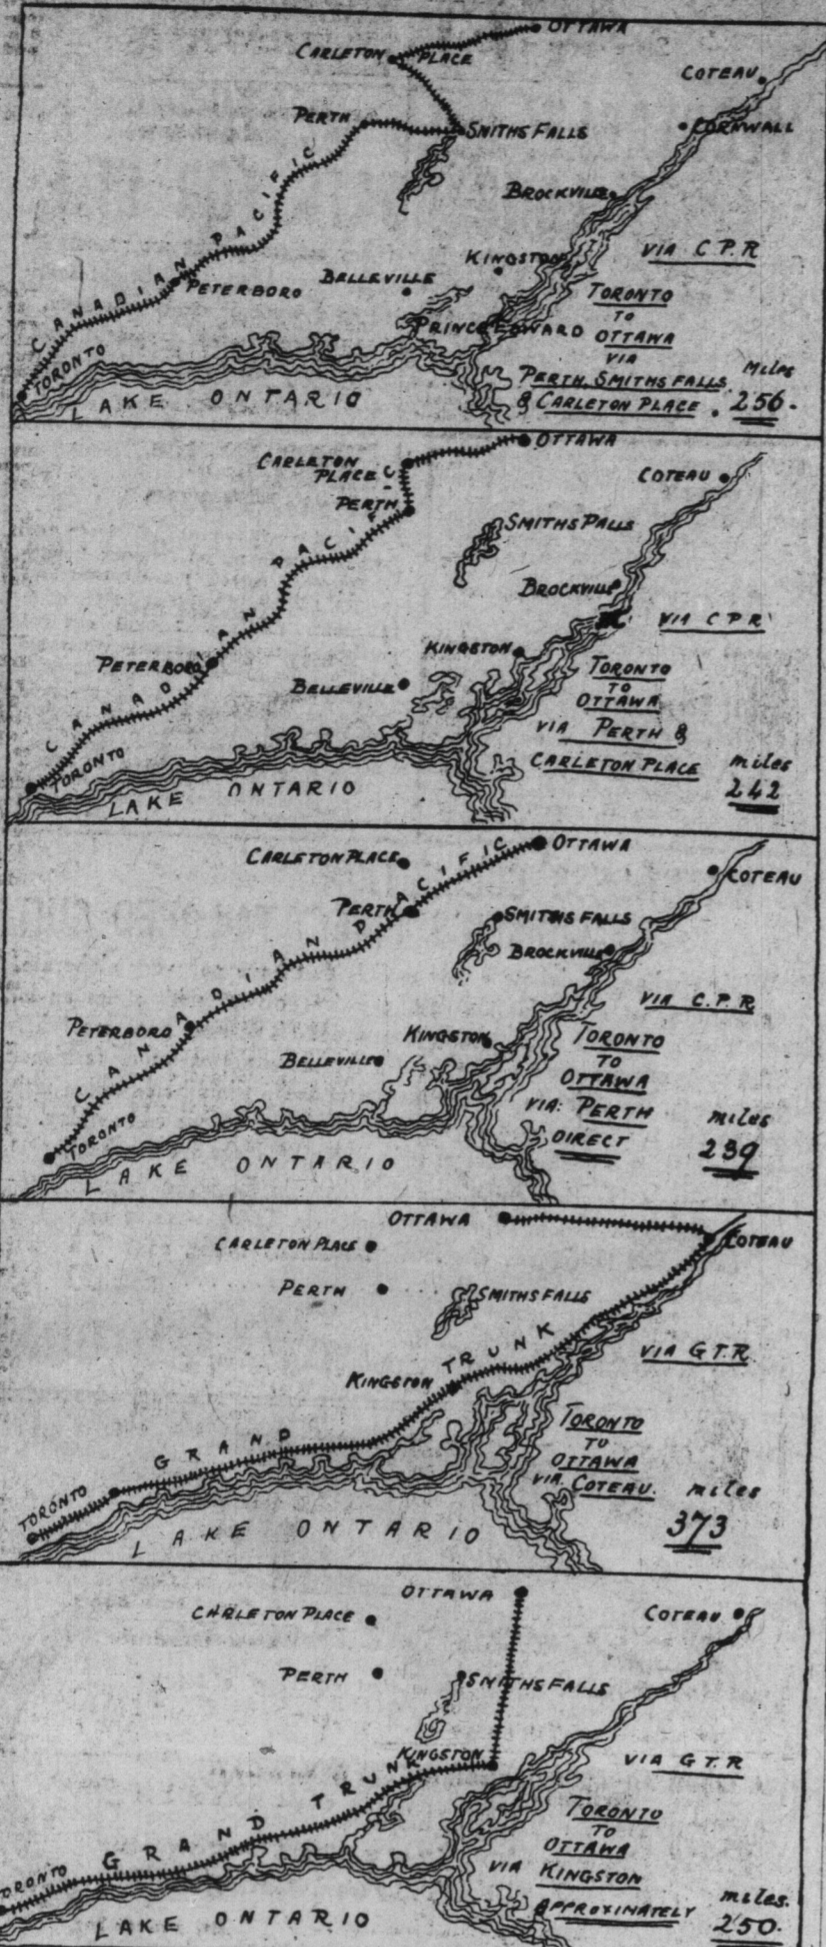 OTTAWA
CARLETON PLACE
COTEAU
PERTH
SMITHS FALLS
CORNWALL
BROCKVILLE
CANADIAN PACIFIC
KINGSTON
VIA C.P.R
BELLEVILLE
PETERBORO
TORONTO
TO
OTTAWA
VIA
PERTH, SMITHS FALLS
& CARLETON PLACE.
MILES
256.
PRINCE EDWARD
TORONTO
LAKE ONTARIO
OTTAWA
CARLETON
PLACE
COTEAU
PERTH
SMITHS FALLS
CANADIAN PACIFIC
BROCKVILLE
VIA C P R
KINGSTON
PETERBORO
BELLEVILLE
TORONTO
TO
OTTAWA
VIA PERTH &
CARLETON PLACE
miles
242
TORONTO
LAKE ONTARIO
CARLETON PLACE
OTTAWA
COTEAU
PERTH
CANADIAN PACIFIC
SMITHS FALLS
BROCKVILLE
VIA C.P.R
PETERBORO
KINGSTON
BELLEVILLE
TORONTO
TO
OTTAWA
VIA: PERTH
DIRECT
miles
239
TORONTO
LAKE ONTARIO
OTTAWA
CARLETON PLACE
COTEAU
PERTH
SMITHS FALLS
GRAND TRUNK
VIA G.T.R.
KINGSTON
TORONTO
TO
OTTAWA
VIA COTEAU.
miles
373
TORONTO
LAKE ONTARIO
OTTAWA
CARLETON PLACE
COTEAU
PERTH
SMITHS FALLS
KINGSTON
VIA G T.R
GRAND TRUNK
TORONTO
TO
OTTAWA
VIA KINGSTON
APPROXIMATELY
miles.
250.
TORONTO
LAKE ONTARIO